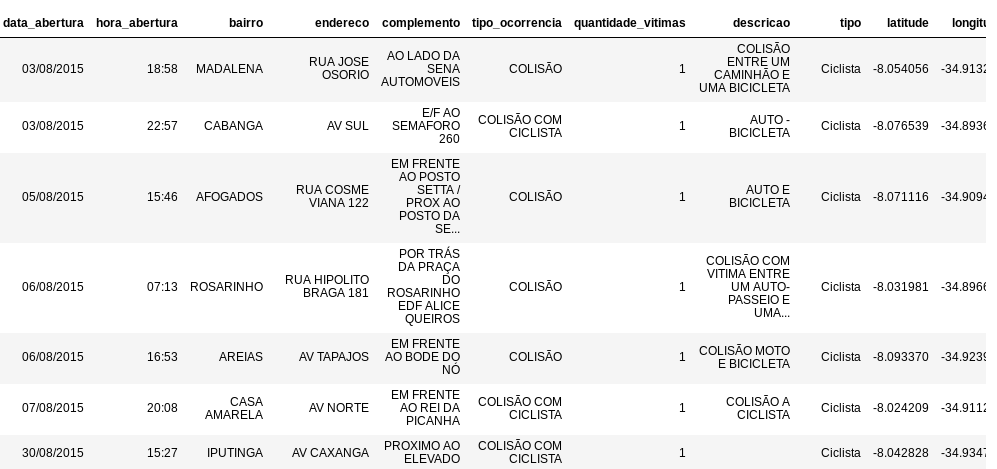 data_abertura hora_abertura bairro endereco complemento tipo_ocorrencia quantidade_vitimas descricao tipo latitude longitu
03/08/2015 18:58 MADALENA RUA JOSE OSORIO AO LADO DA SENA AUTOMOVEIS COLISÃO 1 COLISÃO ENTRE UM CAMINHÃO E UMA BICICLETA Ciclista -8.054056 -34.9132
03/08/2015 22:57 CABANGA AV SUL E/F AO SEMAFORO 260 COLISÃO COM CICLISTA 1 AUTO - BICICLETA Ciclista -8.076539 -34.8936
05/08/2015 15:46 AFOGADOS RUA COSME VIANA 122 EM FRENTE AO POSTO SETTA / PROX AO POSTO DA SE... COLISÃO 1 AUTO E BICICLETA Ciclista -8.071116 -34.9094
06/08/2015 07:13 ROSARINHO RUA HIPOLITO BRAGA 181 POR TRÁS DA PRAÇA DO ROSARINHO EDF ALICE QUEIROS COLISÃO 1 COLISÃO COM VITIMA ENTRE UM AUTO-PASSEIO E UMA... Ciclista -8.031981 -34.8966
06/08/2015 16:53 AREIAS AV TAPAJOS EM FRENTE AO BODE DO NÓ COLISÃO 1 COLISÃO MOTO E BICICLETA Ciclista -8.093370 -34.9239
07/08/2015 20:08 CASA AMARELA AV NORTE EM FRENTE AO REI DA PICANHA COLISÃO COM CICLISTA 1 COLISÃO A CICLISTA Ciclista -8.024209 -34.9112
30/08/2015 15:27 IPUTINGA AV CAXANGA PROXIMO AO ELEVADO COLISÃO COM CICLISTA 1 Ciclista -8.042828 -34.9347